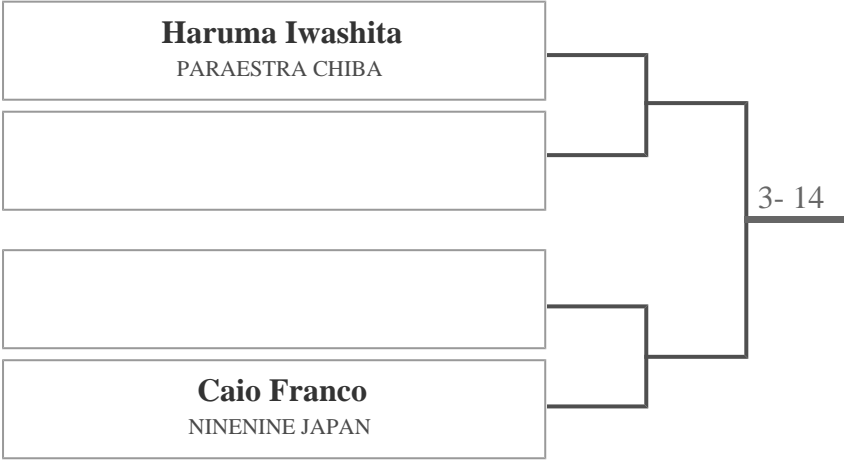 Haruma Iwashita
PARAESTRA CHIBA
3- 14
Caio Franco
NINENINE JAPAN